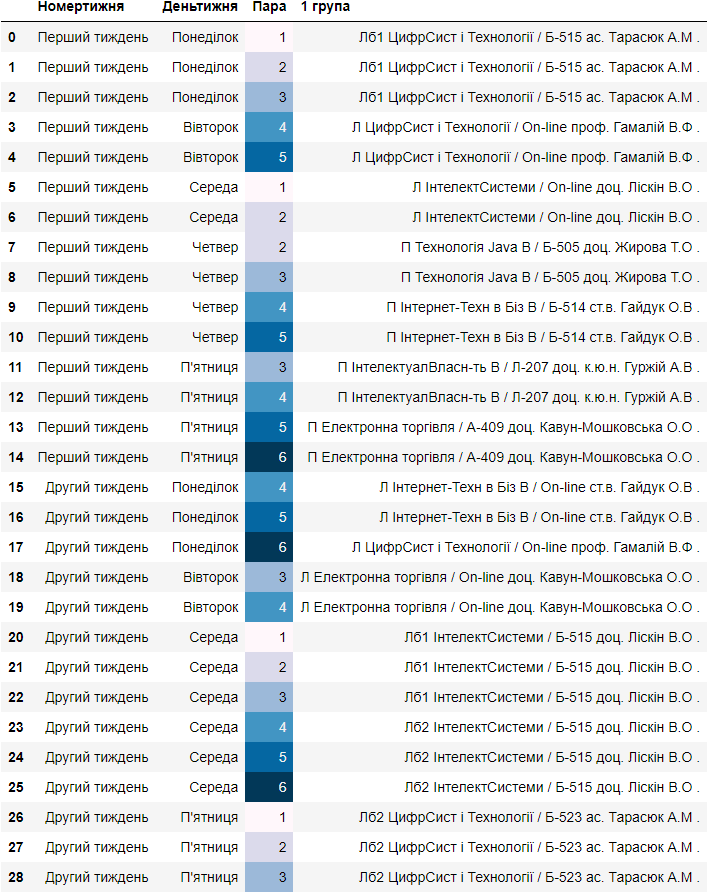 Номертижня Деньтижня Пара 1 група
0 Перший тиждень Понеділок 1 Лб1 ЦифрСист і Технології / Б-515 ас. Тарасюк А.М .
1 Перший тиждень Понеділок 2 Лб1 ЦифрСист і Технології / Б-515 ас. Тарасюк А.М .
2 Перший тиждень Понеділок 3 Лб1 ЦифрСист і Технології / Б-515 ас. Тарасюк А.М .
3 Перший тиждень Вівторок 4 Л ЦифрСист і Технології / On-line проф. Гамалій В.Ф .
4 Перший тиждень Вівторок 5 Л ЦифрСист і Технології / On-line проф. Гамалій В.Ф .
5 Перший тиждень Середа 1 Л ІнтелектСистеми / On-line доц. Ліскін В.О .
6 Перший тиждень Середа 2 Л ІнтелектСистеми / On-line доц. Ліскін В.О .
7 Перший тиждень Четвер 2 П Технологія Java В / Б-505 доц. Жирова Т.О .
8 Перший тиждень Четвер 3 П Технологія Java В / Б-505 доц. Жирова Т.О .
9 Перший тиждень Четвер 4 П Інтернет-Техн в Біз В / Б-514 ст.в. Гайдук О.В .
10 Перший тиждень Четвер 5 П Інтернет-Техн в Біз В / Б-514 ст.в. Гайдук О.В .
11 Перший тиждень П'ятниця 3 П ІнтелектуалВласн-ть В / Л-207 доц. к.ю.н. Гуржій А.В .
12 Перший тиждень П'ятниця 4 П ІнтелектуалВласн-ть В / Л-207 доц. к.ю.н. Гуржій А.В .
13 Перший тиждень П'ятниця 5 П Електронна торгівля / А-409 доц. Кавун-Мошковська О.О .
14 Перший тиждень П'ятниця 6 П Електронна торгівля / А-409 доц. Кавун-Мошковська О.О .
15 Другий тиждень Понеділок 4 Л Інтернет-Техн в Біз В / On-line ст.в. Гайдук О.В .
16 Другий тиждень Понеділок 5 Л Інтернет-Техн в Біз В / On-line ст.в. Гайдук О.В .
17 Другий тиждень Понеділок 6 Л ЦифрСист і Технології / On-line проф. Гамалій В.Ф .
18 Другий тиждень Вівторок 3 Л Електронна торгівля / On-line доц. Кавун-Мошковська О.О .
19 Другий тиждень Вівторок 4 Л Електронна торгівля / On-line доц. Кавун-Мошковська О.О .
20 Другий тиждень Середа 1 Лб1 ІнтелектСистеми / Б-515 доц. Ліскін В.О .
21 Другий тиждень Середа 2 Лб1 ІнтелектСистеми / Б-515 доц. Ліскін В.О .
22 Другий тиждень Середа 3 Лб1 ІнтелектСистеми / Б-515 доц. Ліскін В.О .
23 Другий тиждень Середа 4 Лб2 ІнтелектСистеми / Б-515 доц. Ліскін В.О .
24 Другий тиждень Середа 5 Лб2 ІнтелектСистеми / Б-515 доц. Ліскін В.О .
25 Другий тиждень Середа 6 Лб2 ІнтелектСистеми / Б-515 доц. Ліскін В.О .
26 Другий тиждень П'ятниця 1 Лб2 ЦифрСист і Технології / Б-523 ас. Тарасюк А.М .
27 Другий тиждень П'ятниця 2 Лб2 ЦифрСист і Технології / Б-523 ас. Тарасюк А.М .
28 Другий тиждень П'ятниця 3 Лб2 ЦифрСист і Технології / Б-523 ас. Тарасюк А.М .